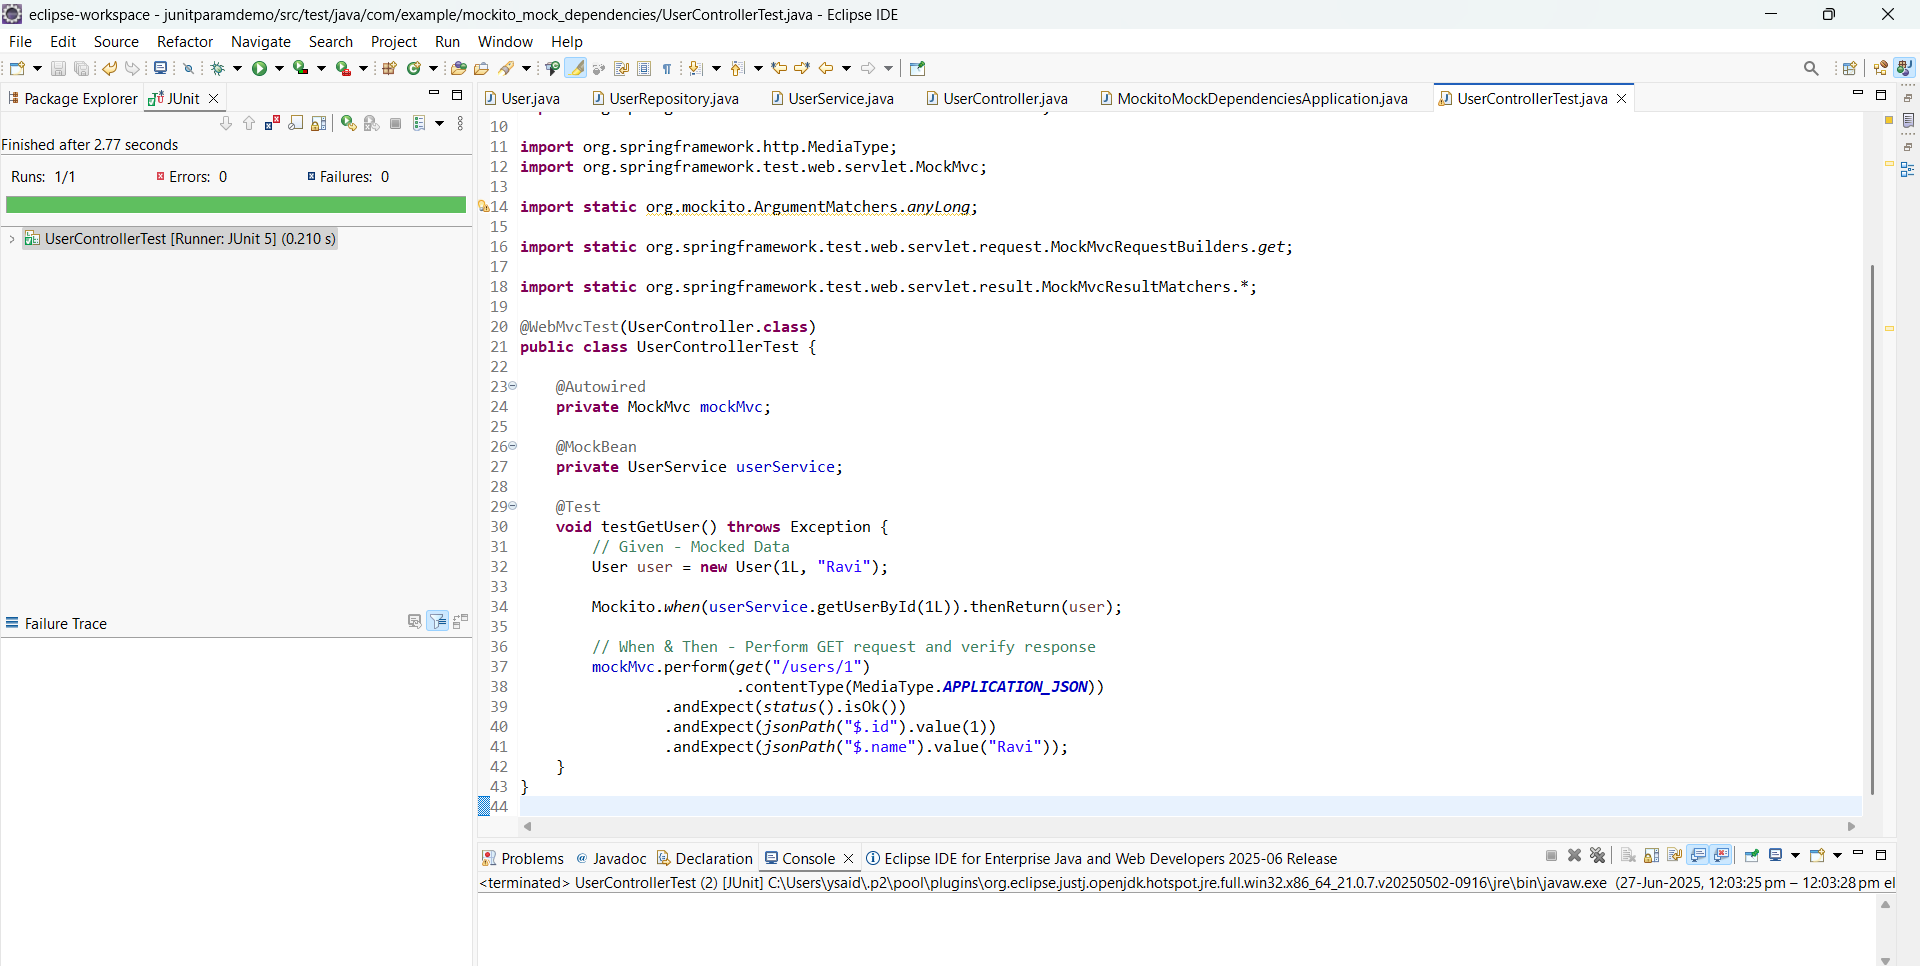 eclipse-workspace - junitparamdemo/src/test/java/com/example/mockito_mock_dependencies/UserControllerTest.java - Eclipse IDE
File Edit Source Refactor Navigate Search Project Run Window Help
Package Explorer JUnit
User.java UserRepository.java UserService.java UserController.java MockitoMockDependenciesApplication.java UserControllerTest.java
Finished after 2.77 seconds
Runs: 1/1 Errors: 0 Failures: 0
UserControllerTest [Runner: JUnit 5] (0.210 s)
Failure Trace
10
11 import org.springframework.http.MediaType;
12 import org.springframework.test.web.servlet.MockMvc;
13
14 import static org.mockito.ArgumentMatchers.anyLong;
15
16 import static org.springframework.test.web.servlet.request.MockMvcRequestBuilders.get;
17
18 import static org.springframework.test.web.servlet.result.MockMvcResultMatchers.*;
19
20 @WebMvcTest(UserController.class)
21 public class UserControllerTest {
22
23 @Autowired
24 private MockMvc mockMvc;
25
26 @MockBean
27 private UserService userService;
28
29 @Test
30 void testGetUser() throws Exception {
31 // Given - Mocked Data
32 User user = new User(1L, "Ravi");
33
34 Mockito.when(userService.getUserById(1L)).thenReturn(user);
35
36 // When & Then - Perform GET request and verify response
37 mockMvc.perform(get("/users/1")
38 .contentType(MediaType.APPLICATION_JSON))
39 .andExpect(status().isOk())
40 .andExpect(jsonPath("$.id").value(1))
41 .andExpect(jsonPath("$.name").value("Ravi"));
42 }
43 }
44
Problems Javadoc Declaration Console Eclipse IDE for Enterprise Java and Web Developers 2025-06 Release
<terminated> UserControllerTest (2) [JUnit] C:\Users\ysaid\.p2\pool\plugins\org.eclipse.justj.openjdk.hotspot.jre.full.win32.x86_64_21.0.7.v20250502-0916\jre\bin\javaw.exe (27-Jun-2025, 12:03:25 pm – 12:03:28 pm el